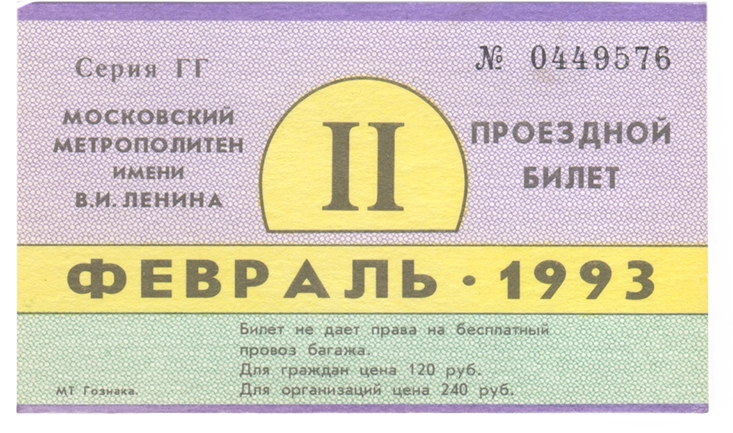 Серия ГГ
№ 0449576
МОСКОВСКИЙ
МЕТРОПОЛИТЕН
ИМЕНИ
В.И. ЛЕНИНА
II
ПРОЕЗДНОЙ
БИЛЕТ
ФЕВРАЛЬ · 1993
Билет не дает права на бесплатный
провоз багажа.
Для граждан цена 120 руб.
Для организаций цена 240 руб.
МТ Гознака.